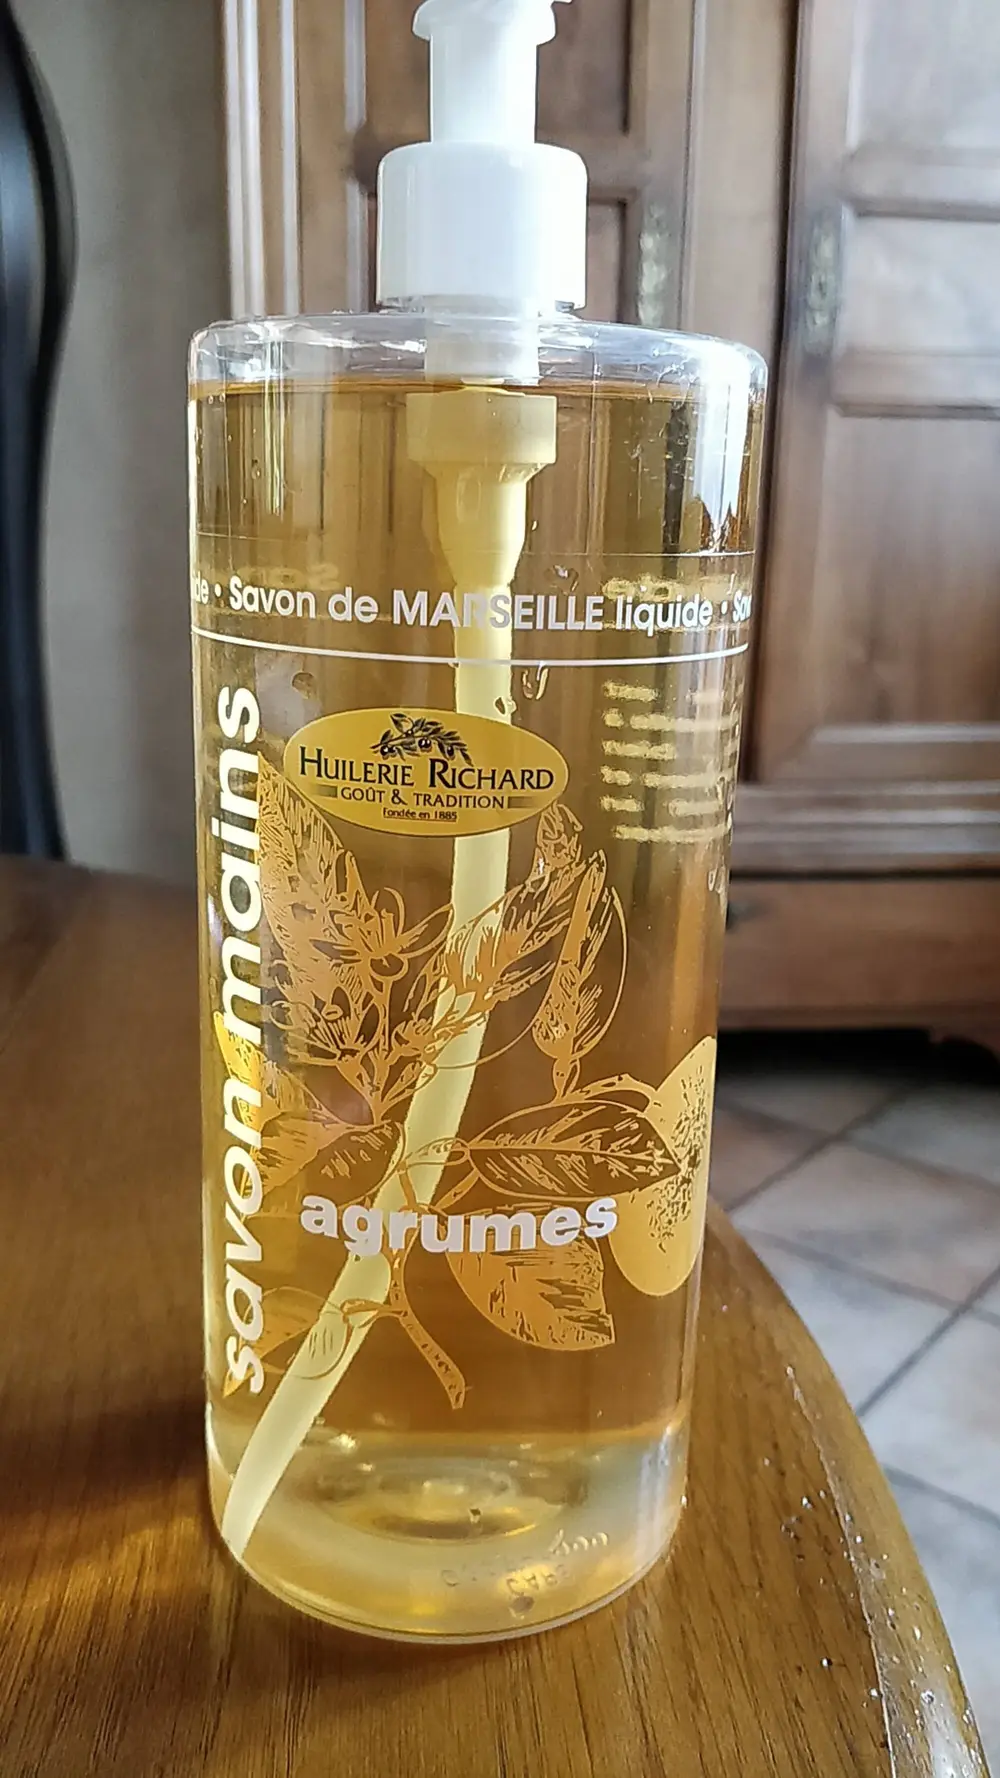 • Savon de MARSEILLE liquide •
HUILERIE RICHARD
GOÛT & TRADITION
Fondée en 1885
savon mains
agrumes